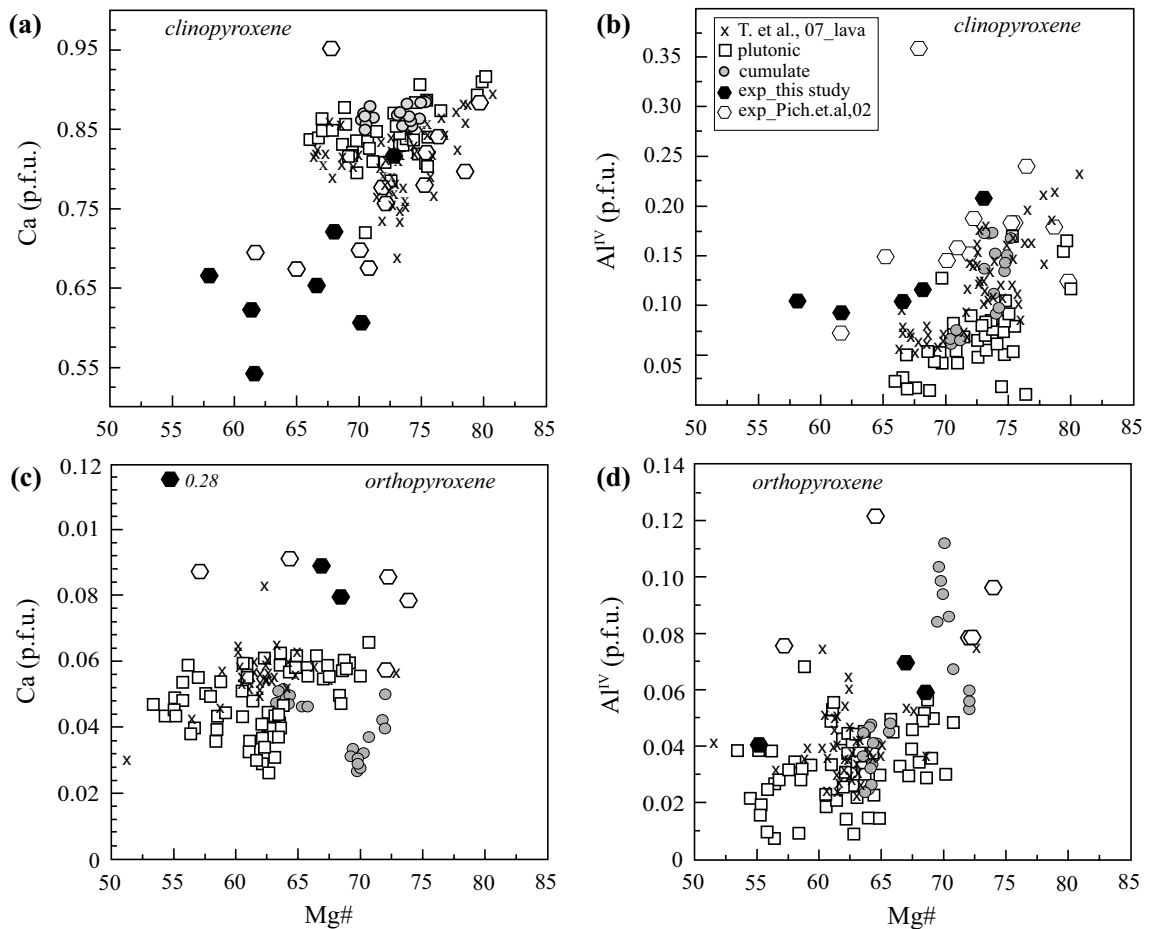 (a)
clinopyroxene
Ca (p.f.u.)
0.95
0.85
0.75
0.65
0.55
50 55 60 65 70 75 80 85
(b)
clinopyroxene
x T. et al., 07_lava
plutonic
cumulate
exp_this study
exp_Pich.et.al,02
Al^IV (p.f.u.)
0.35
0.30
0.25
0.20
0.15
0.10
0.05
50 55 60 65 70 75 80 85
(c)
0.28
orthopyroxene
Ca (p.f.u.)
0.12
0.1
0.08
0.06
0.04
0.02
0
50 55 60 65 70 75 80 85
Mg#
(d)
orthopyroxene
Al^IV (p.f.u.)
0.14
0.12
0.10
0.08
0.06
0.04
0.02
0
50 55 60 65 70 75 80 85
Mg#